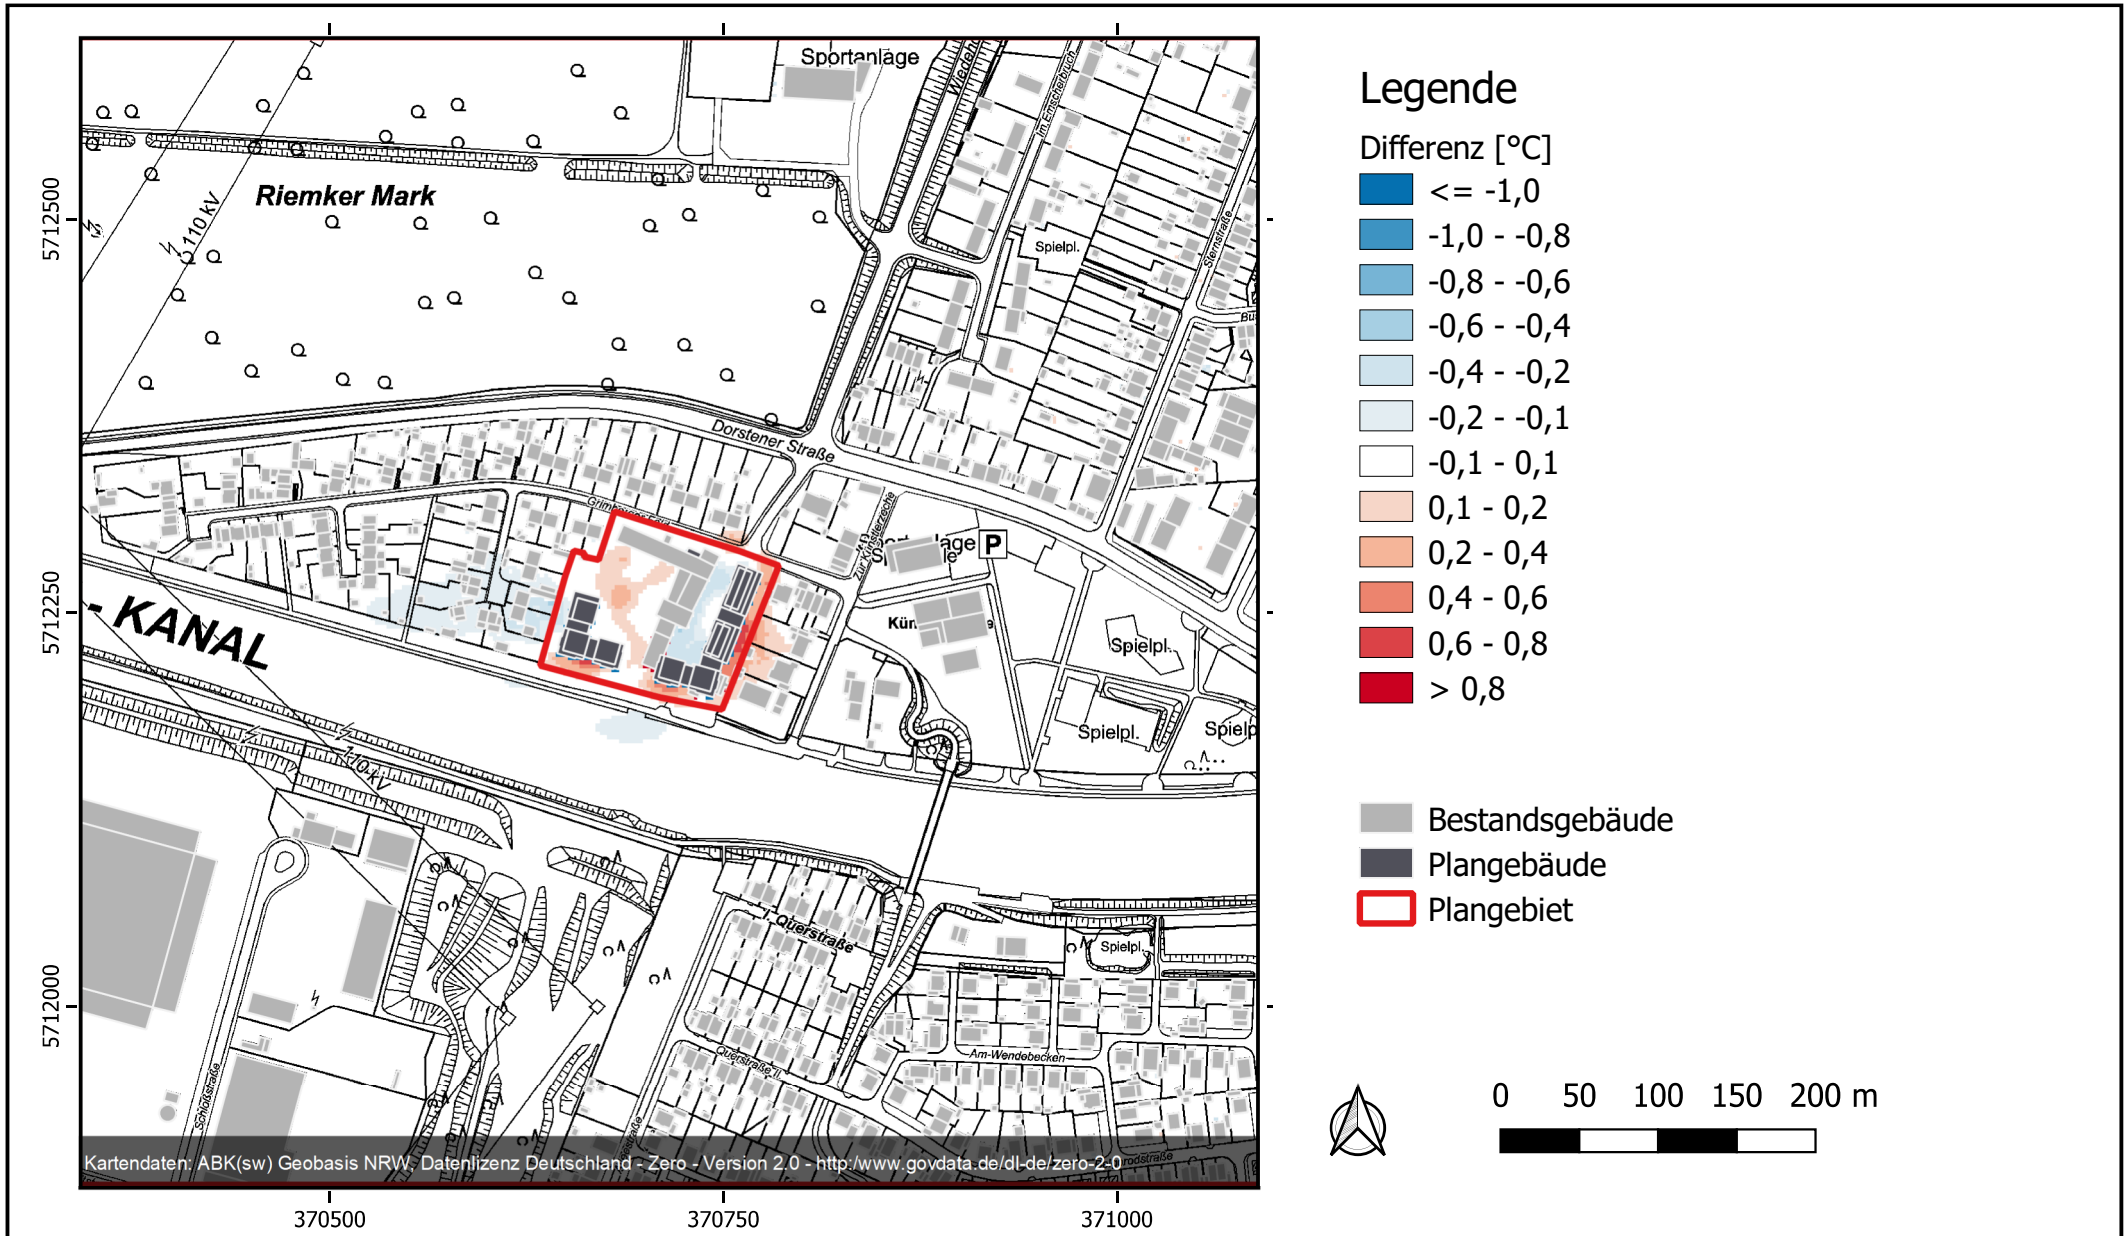 Sportanlage
Wiedeho
Im Emscherbruch
110 kV
Riemker Mark
Spielpl.
Sternstraße
Bu
Dorstener Straße
Zur Künstlerzeche
P
- KANAL
Spielpl.
Spielpl.
Spielp
110 kV
I. Querstraße
Spielpl.
Querstraße II.
Am-Wendebecken
Schloßstraße
Kartendaten: ABK(sw) Geobasis NRW, Datenlizenz Deutschland - Zero - Version 2.0 - http:/www.govdata.de/dl-de/zero-2-0
5712500
5712250
5712000
370500
370750
371000
Legende
Differenz [°C]
<= -1,0
-1,0 - -0,8
-0,8 - -0,6
-0,6 - -0,4
-0,4 - -0,2
-0,2 - -0,1
-0,1 - 0,1
0,1 - 0,2
0,2 - 0,4
0,4 - 0,6
0,6 - 0,8
> 0,8
Bestandsgebäude
Plangebäude
Plangebiet
0 50 100 150 200 m